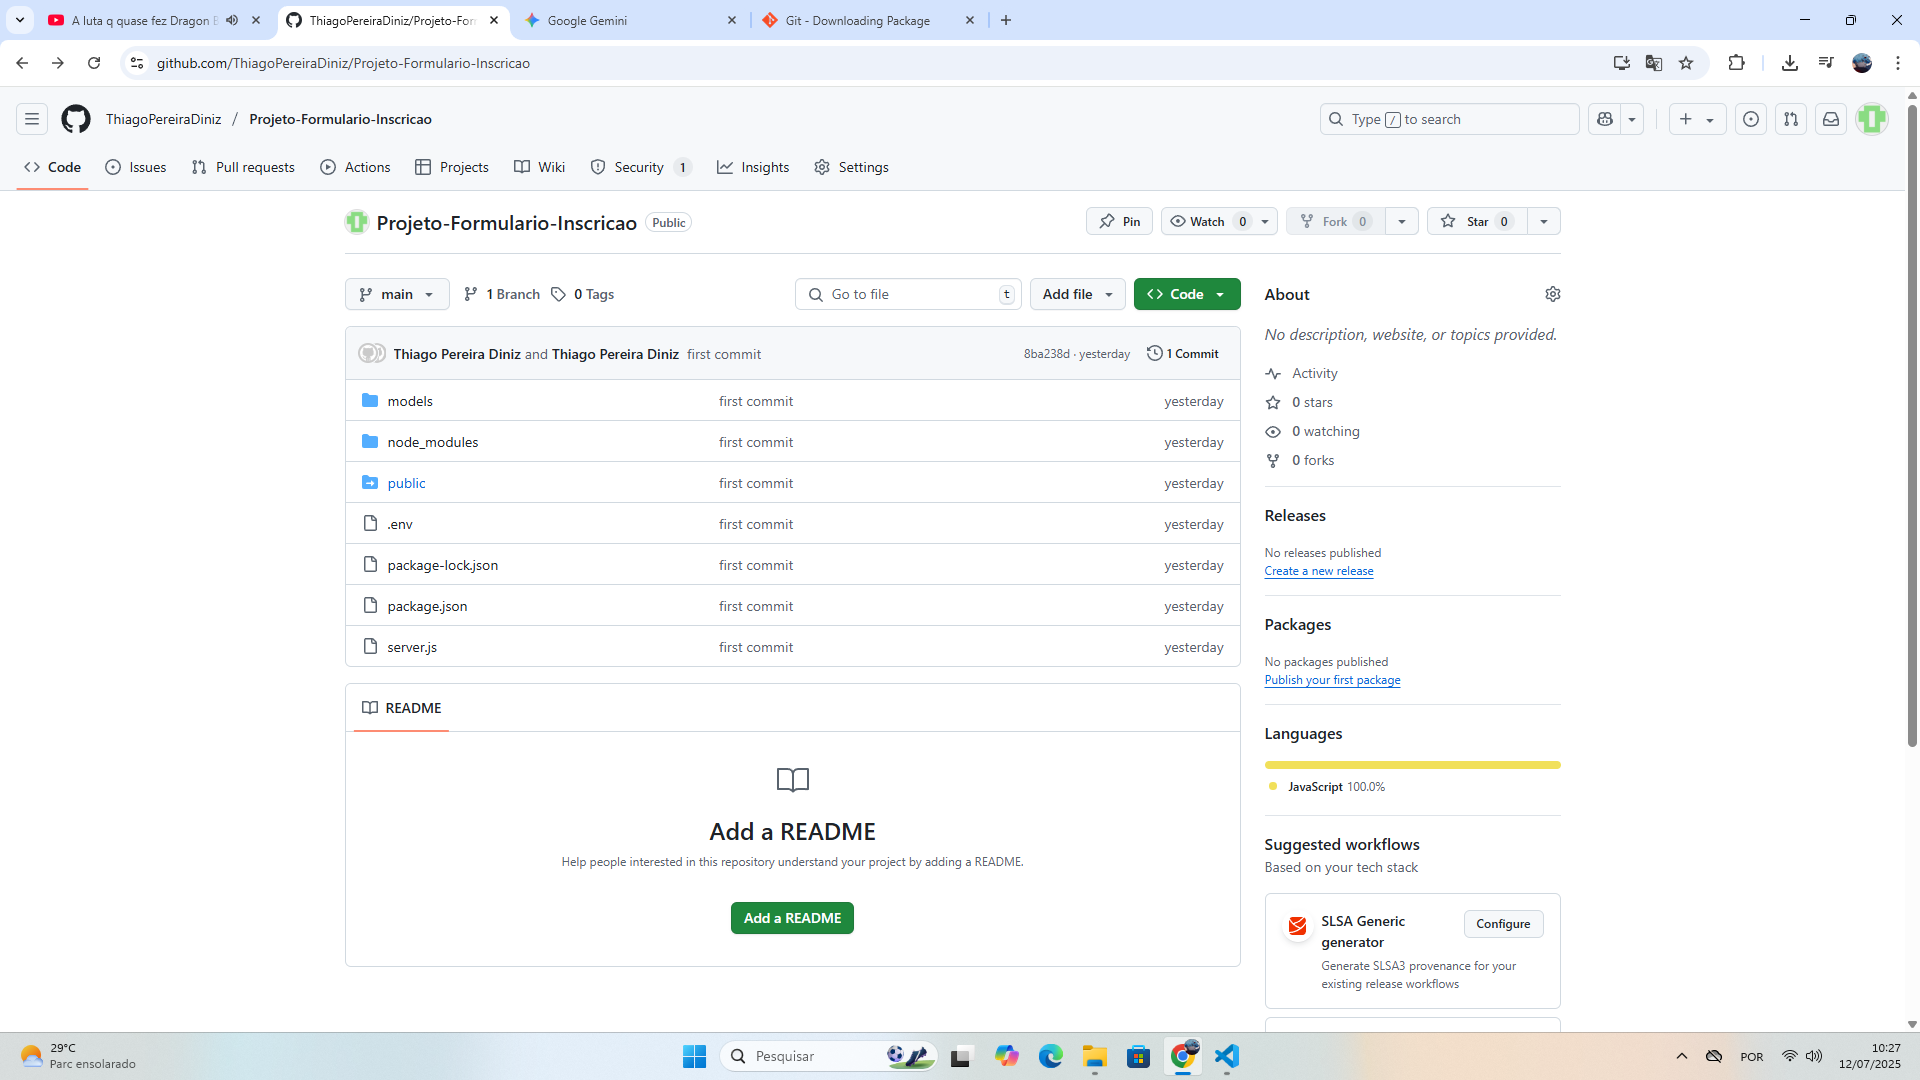 A luta q quase fez Dragon B
ThiagoPereiraDiniz/Projeto-For
Google Gemini
Git - Downloading Package
github.com/ThiagoPereiraDiniz/Projeto-Formulario-Inscricao
ThiagoPereiraDiniz / Projeto-Formulario-Inscricao
Type / to search
Code
Issues
Pull requests
Actions
Projects
Wiki
Security 1
Insights
Settings
Projeto-Formulario-Inscricao Public
Pin
Watch 0
Fork 0
Star 0
main
1 Branch
0 Tags
Go to file t
Add file
Code
Thiago Pereira Diniz and Thiago Pereira Diniz first commit
8ba238d · yesterday
1 Commit
models first commit yesterday
node_modules first commit yesterday
public first commit yesterday
.env first commit yesterday
package-lock.json first commit yesterday
package.json first commit yesterday
server.js first commit yesterday
README
Add a README
Help people interested in this repository understand your project by adding a README.
Add a README
About
No description, website, or topics provided.
Activity
0 stars
0 watching
0 forks
Releases
No releases published
Create a new release
Packages
No packages published
Publish your first package
Languages
JavaScript 100.0%
Suggested workflows
Based on your tech stack
SLSA Generic
generator
Configure
Generate SLSA3 provenance for your
existing release workflows
29°C
Parc ensolarado
Pesquisar
POR
10:27
12/07/2025